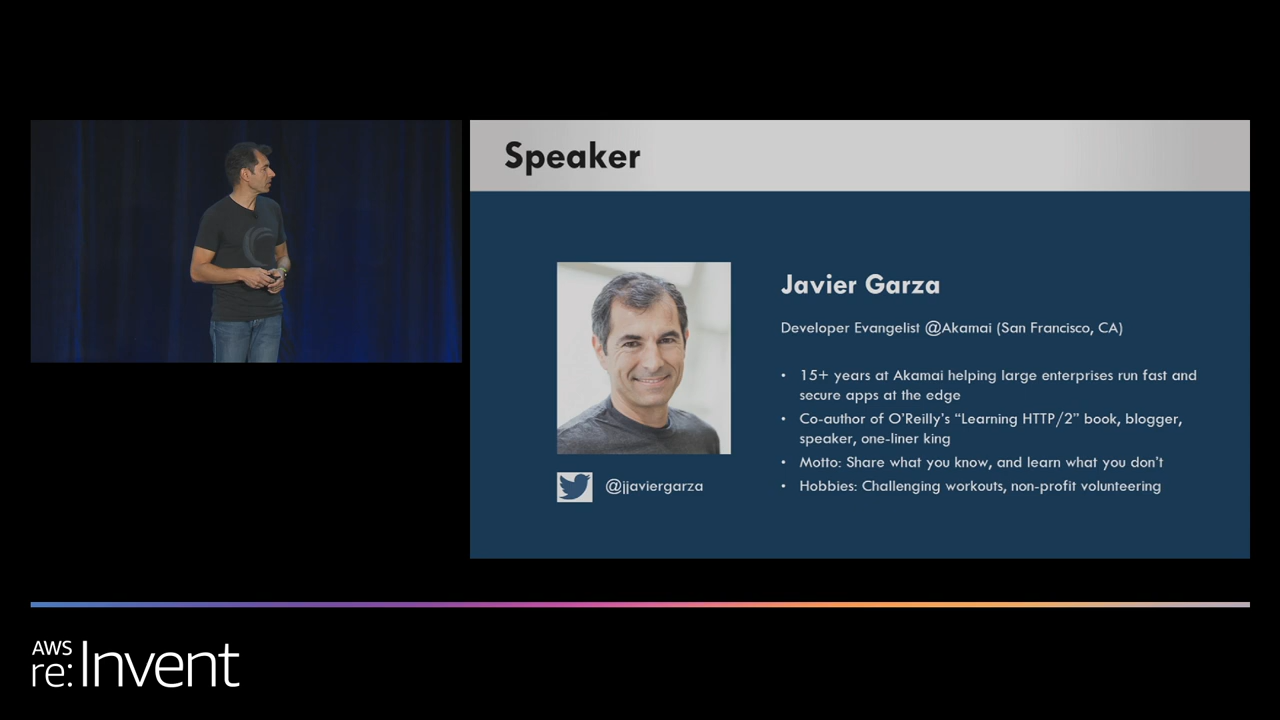 Speaker
Javier Garza
Developer Evangelist @Akamai (San Francisco, CA)
• 15+ years at Akamai helping large enterprises run fast and
secure apps at the edge
• Co-author of O'Reilly's “Learning HTTP/2” book, blogger,
speaker, one-liner king
• Motto: Share what you know, and learn what you don't
• Hobbies: Challenging workouts, non-profit volunteering
@jjaviergarza
AWS
re:Invent